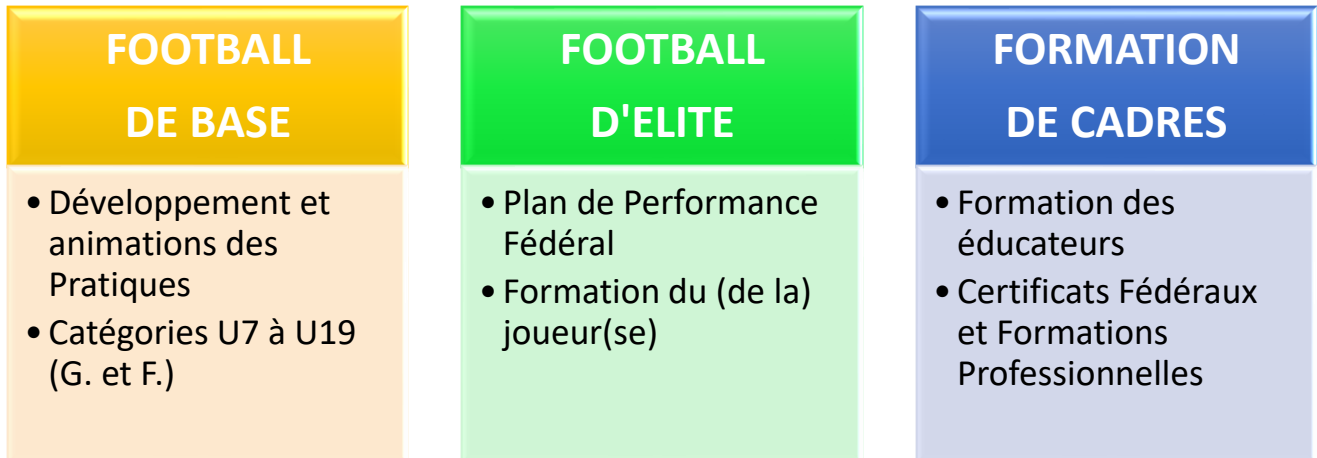 FOOTBALL
DE BASE
• Développement et
animations des
Pratiques
• Catégories U7 à U19
(G. et F.)
FOOTBALL
D'ELITE
• Plan de Performance
Fédéral
• Formation du (de la)
joueur(se)
FORMATION
DE CADRES
• Formation des
éducateurs
• Certificats Fédéraux
et Formations
Professionnelles